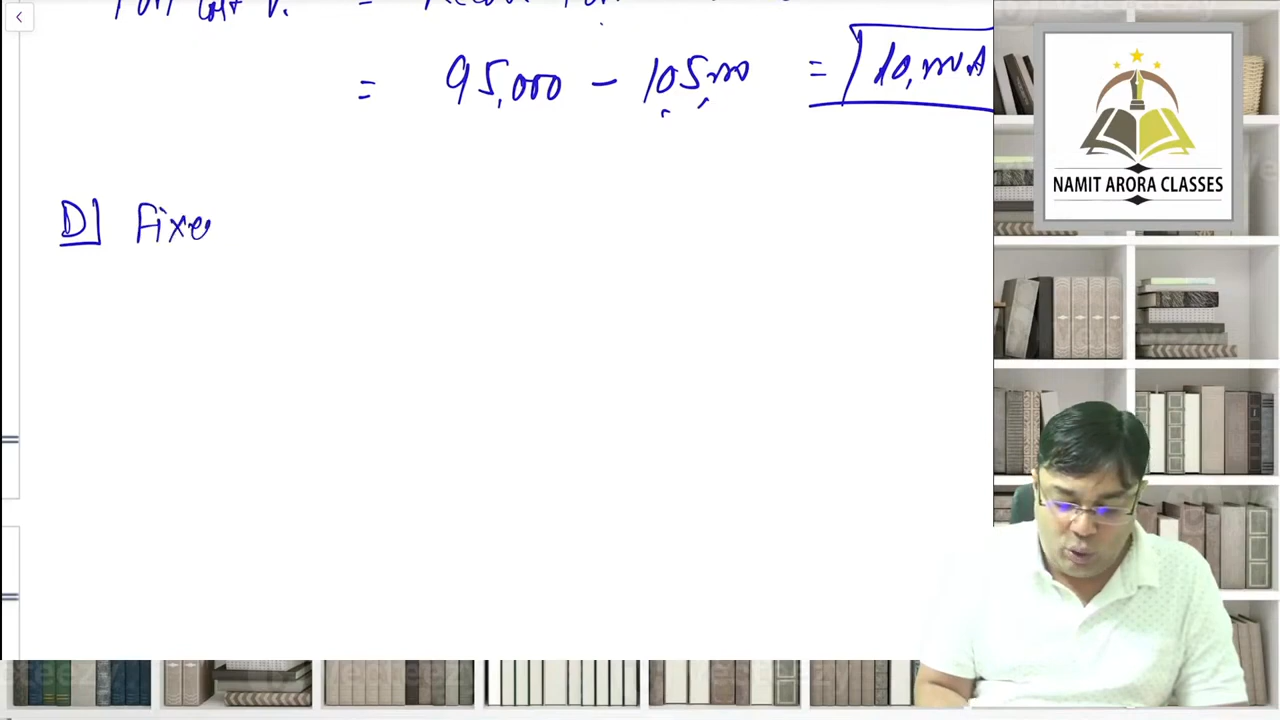 = 95,000 - 105,000 = 10,000 A
D] Fixe
NAMIT ARORA CLASSES